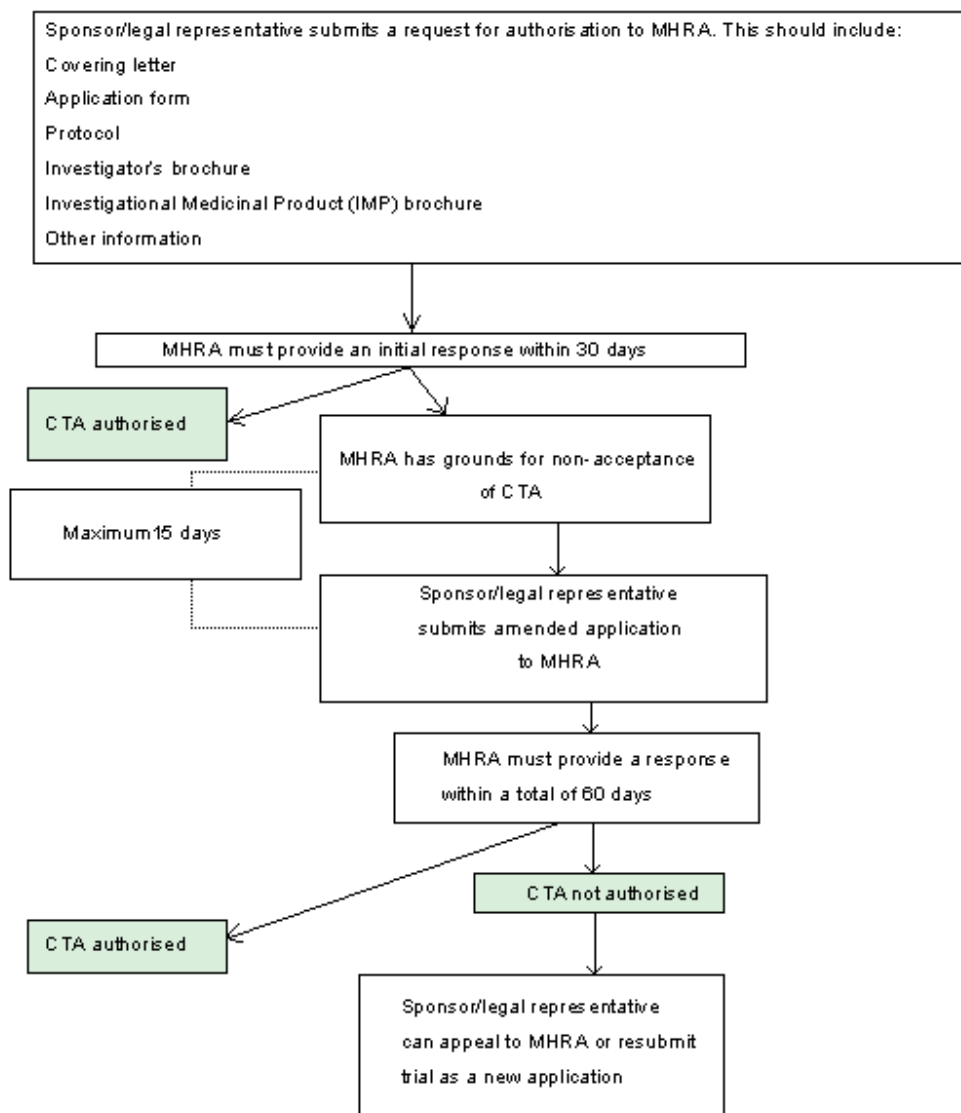 Sponsor/legal representative submits a request for authorisation to MHRA. This should include:
Covering letter
Application form
Protocol
Investigator's brochure
Investigational Medicinal Product (IMP) brochure
Other information
MHRA must provide an initial response within 30 days
CTA authorised
MHRA has grounds for non-acceptance
of CTA
Maximum 15 days
Sponsor/legal representative
submits amended application
to MHRA
MHRA must provide a response
within a total of 60 days
CTA not authorised
CTA authorised
Sponsor/legal representative
can appeal to MHRA or resubmit
trial as a new application